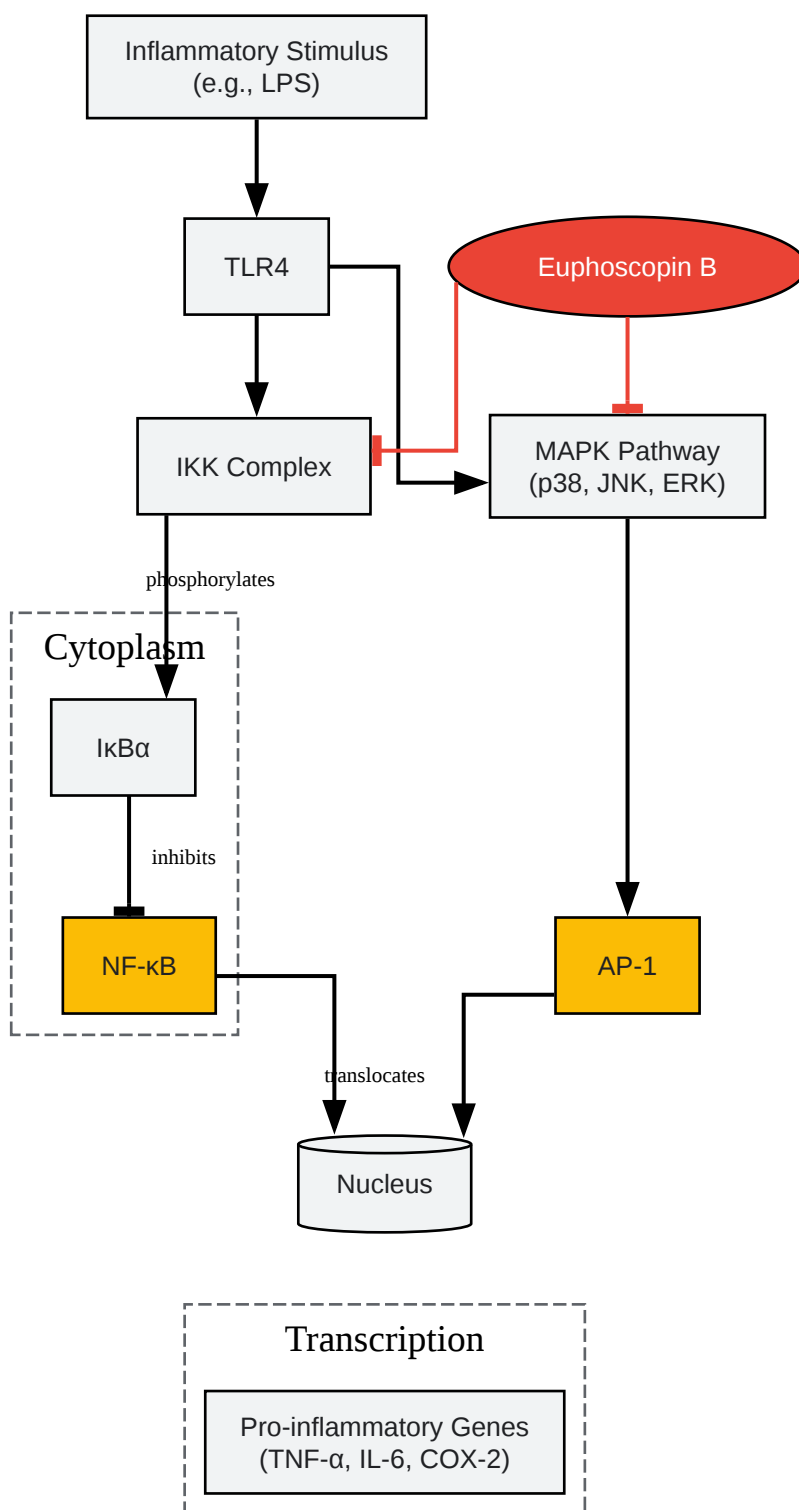 Inflammatory Stimulus
(e.g., LPS)
TLR4
Euphoscopin B
IKK Complex
MAPK Pathway
(p38, JNK, ERK)
phosphorylates
Cytoplasm
IκBα
inhibits
NF-κB
AP-1
translocates
Nucleus
Transcription
Pro-inflammatory Genes
(TNF-α, IL-6, COX-2)